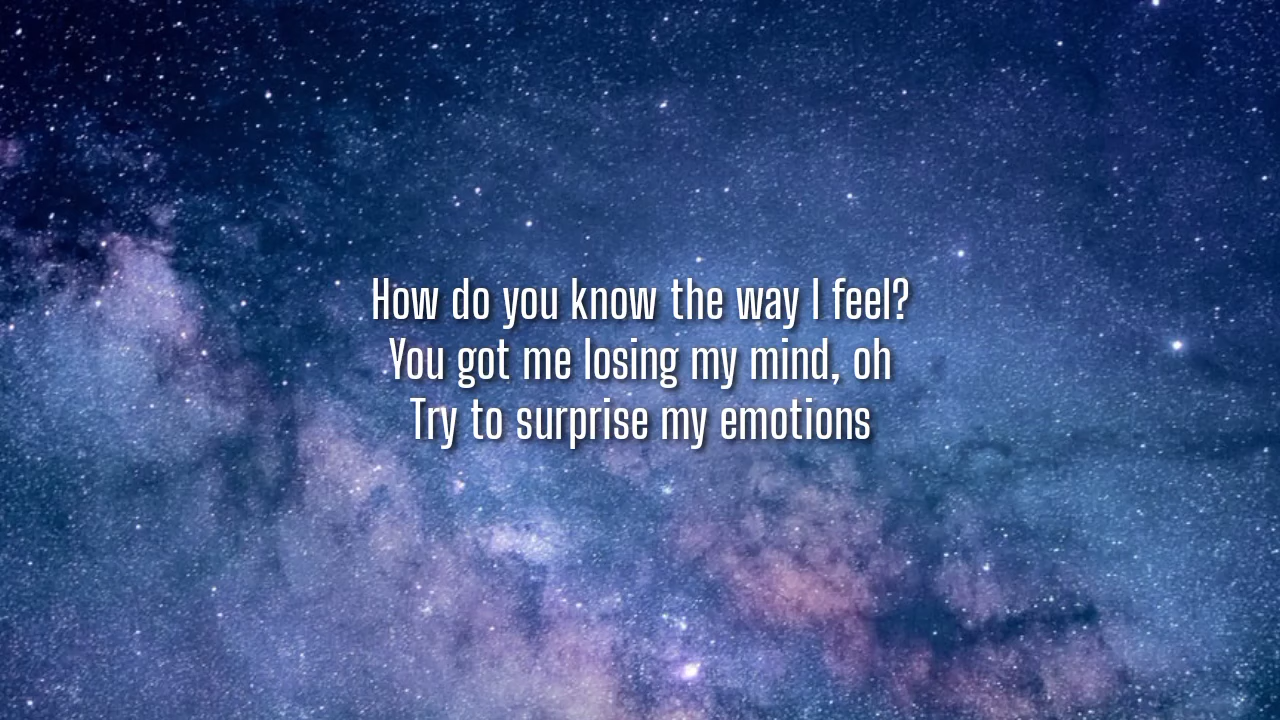 How do you know the way I feel?
You got me losing my mind, oh
Try to surprise my emotions